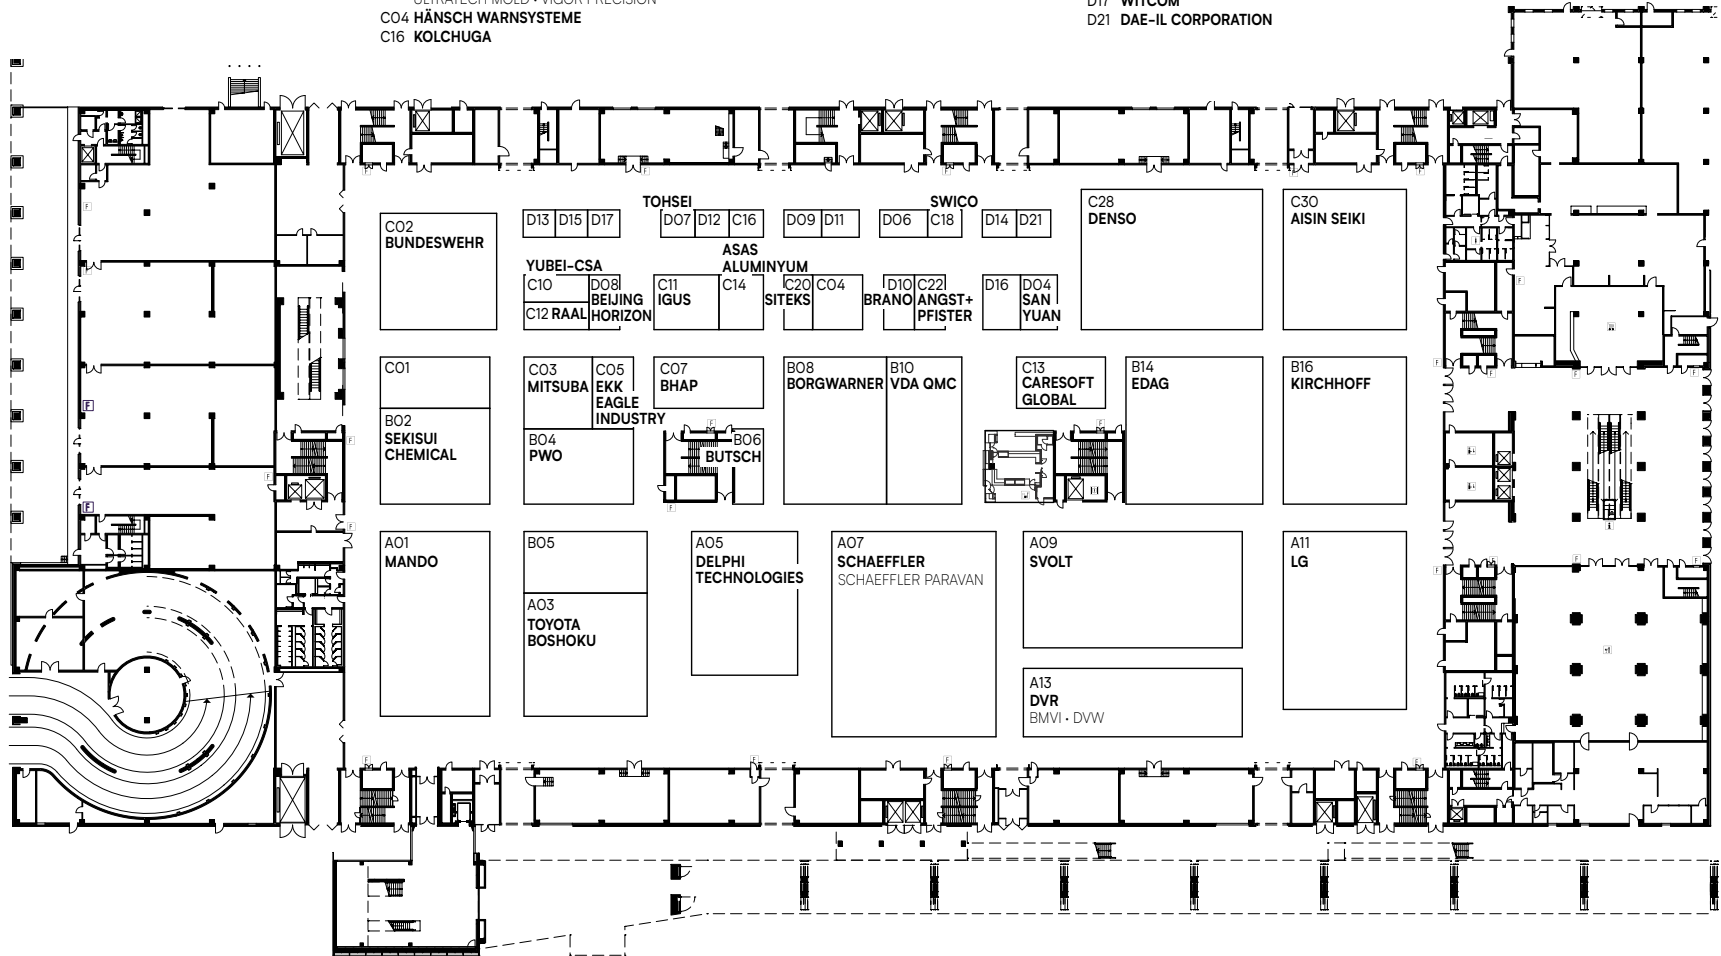 C04 HÄNSCH WARNSYSTEME
C16 KOLCHUGA
D17 WITCOM
D21 DAE-IL CORPORATION
C02
BUNDESWEHR
TOHSEI
SWICO
D13 D15 D17
D07 D12 C16
D09 D11
D06 C18
D14 D21
C28
DENSO
C30
AISIN SEIKI
YUBEI-CSA
ASAS
ALUMINYUM
C10
C12 RAAL
D08
BEIJING
HORIZON
C11
IGUS
C14
C20
SITEKS
C04
D10
BRANO
C22
ANGST+
PFISTER
D16
D04
SAN
YUAN
C01
B02
SEKISUI
CHEMICAL
C03
MITSUBA
C05
EKK
EAGLE
INDUSTRY
B04
PWO
C07
BHAP
B06
BUTSCH
B08
BORGWARNER
B10
VDA QMC
C13
CARESOFT
GLOBAL
B14
EDAG
B16
KIRCHHOFF
A01
MANDO
B05
A03
TOYOTA
BOSHOKU
A05
DELPHI
TECHNOLOGIES
A07
SCHAEFFLER
SCHAEFFLER PARAVAN
A09
SVOLT
A13
DVR
BMVI • DVW
A11
LG
F
F